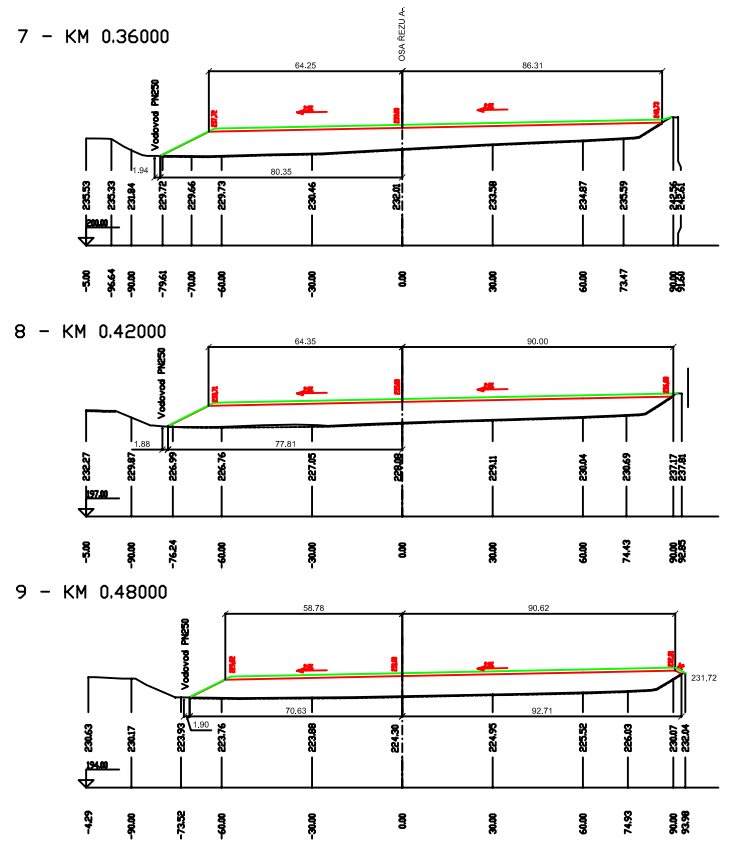 OSA ŘEZU A-
7 - KM 0.36000
64.25
86.31
Vodovod PN250
1.94
80.35
235.53 235.33 231.84 229.72 229.66 229.73 230.46 232.01 233.58 234.87 235.59 242.56 242.61
200.00
-5.00 -96.64 -90.00 -79.61 -70.00 -60.00 -30.00 0.00 30.00 60.00 73.47 90.00 91.60
8 - KM 0.42000
64.35
90.00
Vodovod PN250
1.88
77.81
232.27 229.87 226.99 226.76 227.05 228.08 229.11 230.04 230.69 237.17 237.81
197.00
-5.00 -90.00 -76.24 -60.00 -30.00 0.00 30.00 60.00 74.43 90.00 92.85
9 - KM 0.48000
58.78
90.62
Vodovod PN250
231.72
70.63
92.71
1.90
230.63 230.17 223.93 223.76 223.88 224.30 224.95 225.52 226.03 230.07 232.04
194.00
-4.29 -90.00 -73.52 -60.00 -30.00 0.00 30.00 60.00 74.93 90.00 93.98